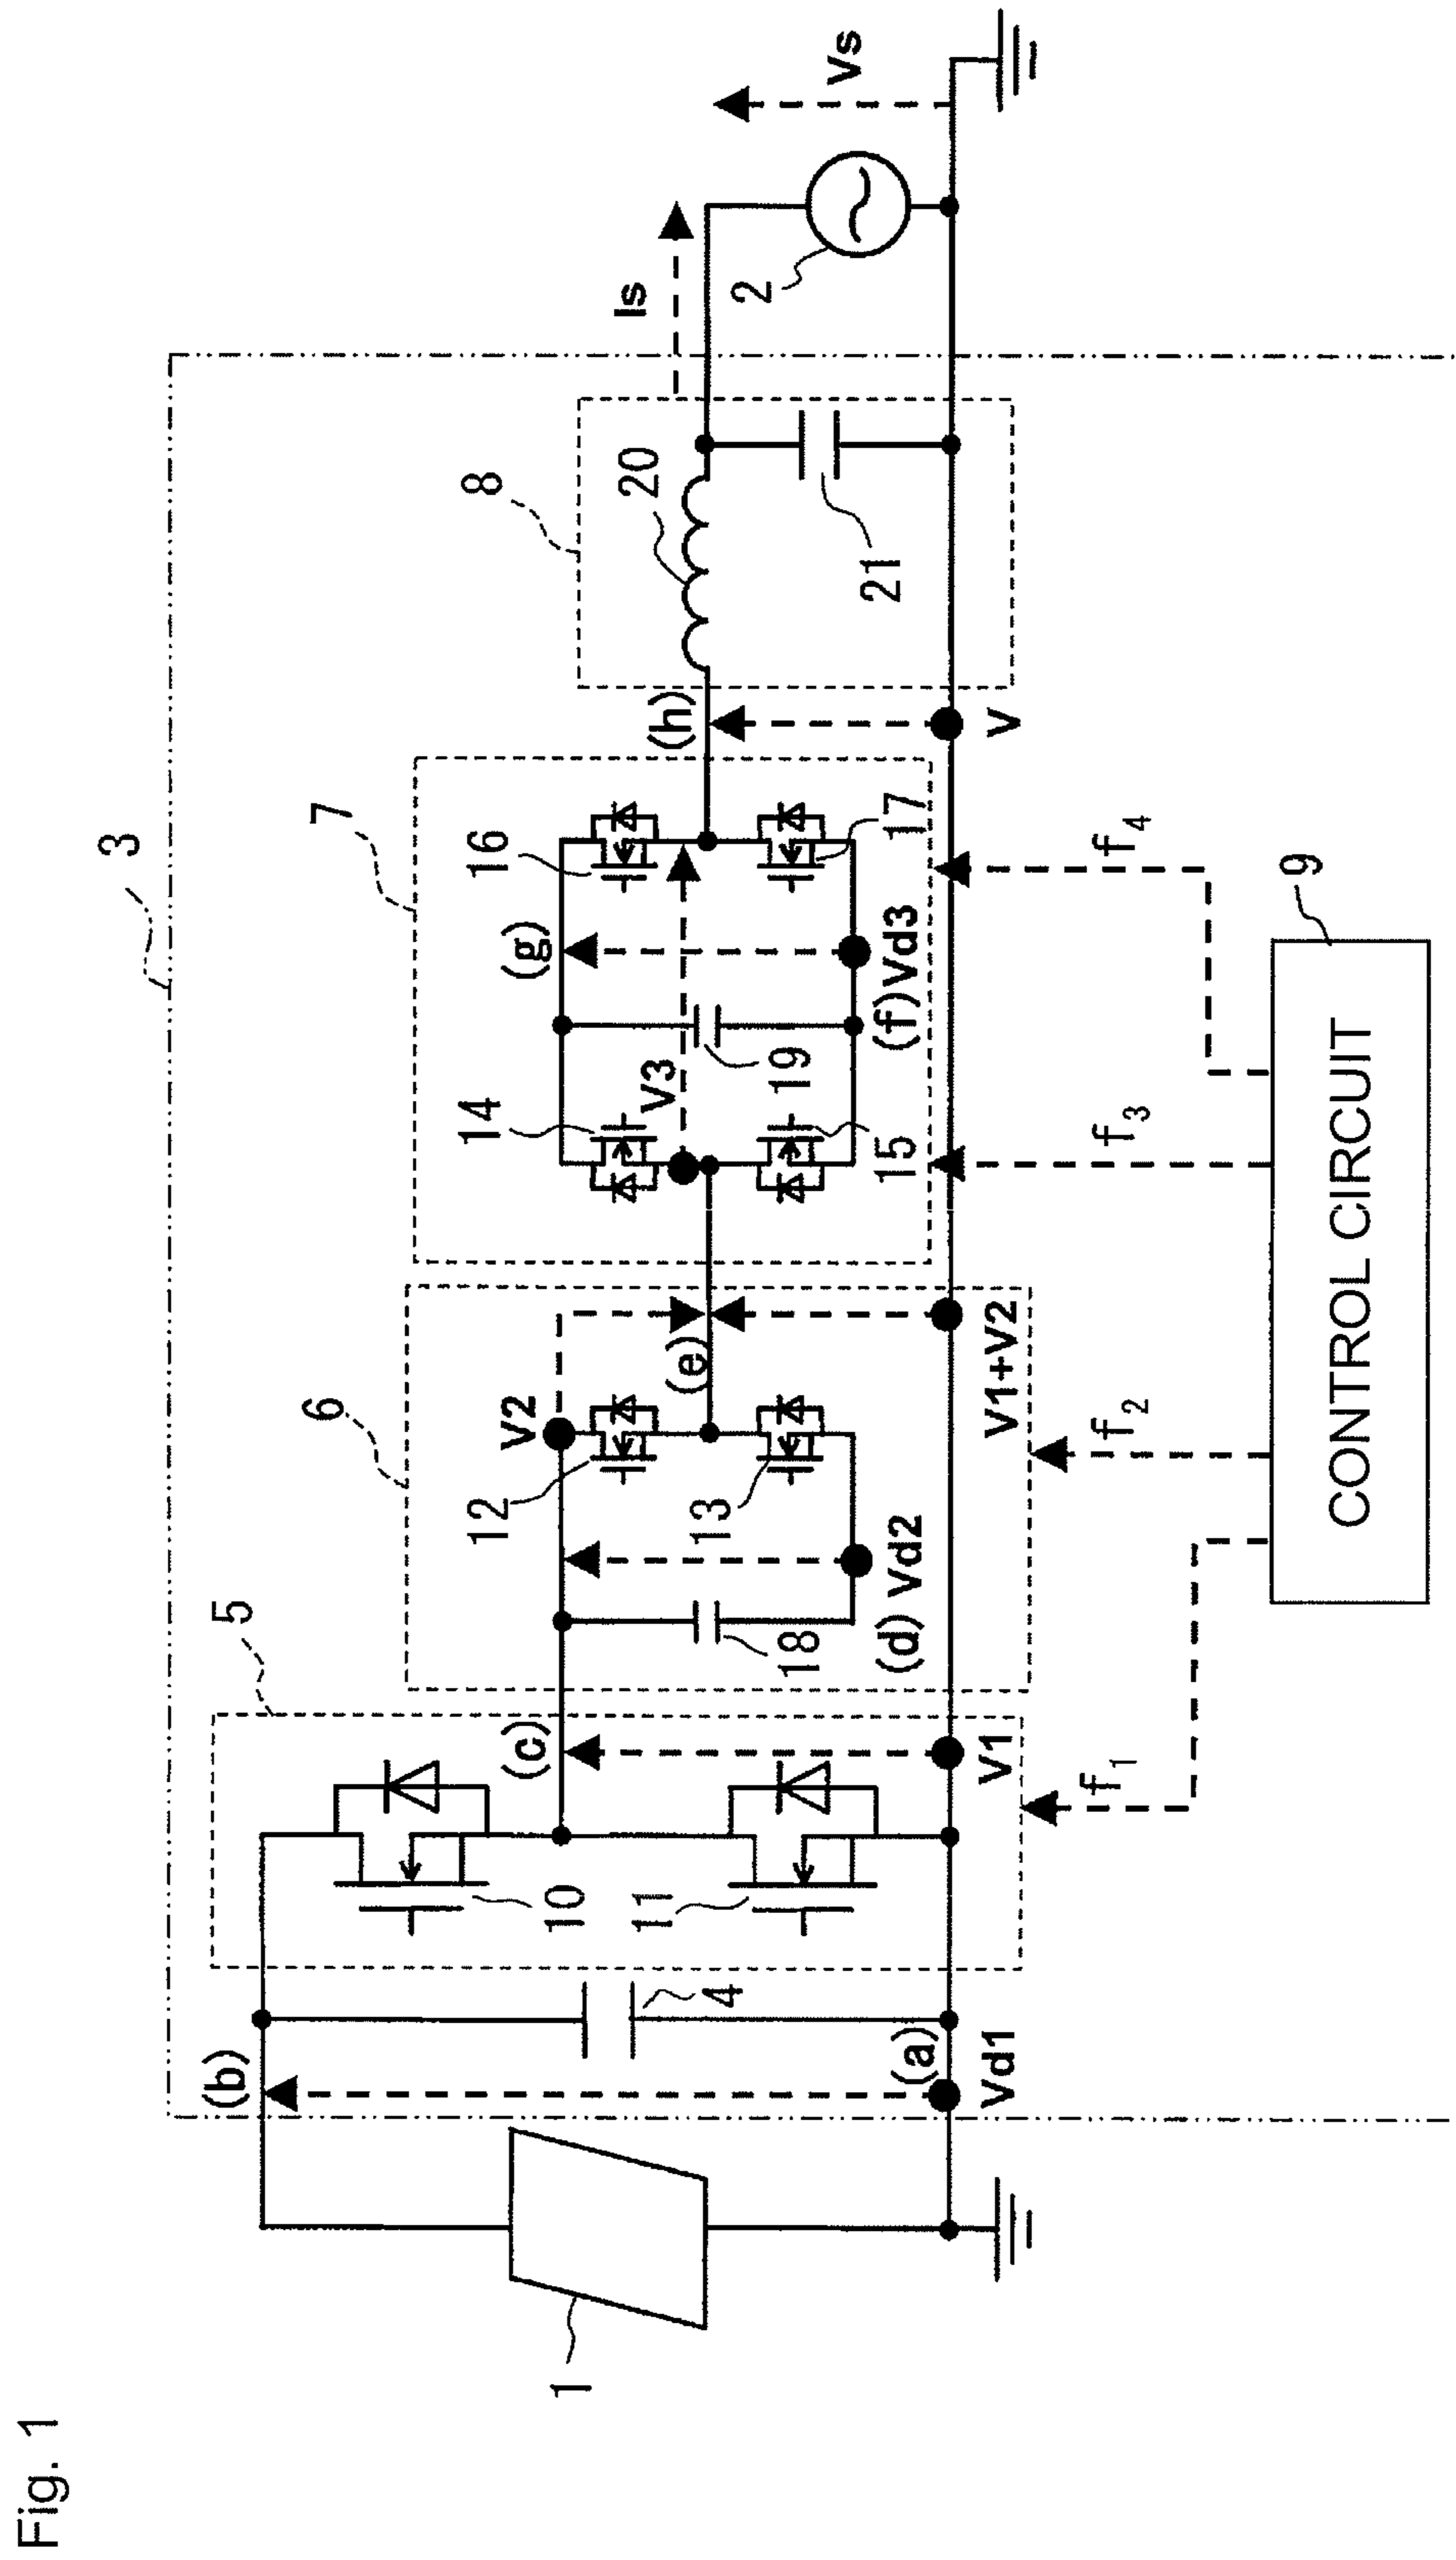 Fig. 1
3
5
6
7
8
(b)
(c)
V2
(e)
(g)
(h)
Is
Vs
10
11
12
13
14
15
16
17
V3
18
19
20
21
1
4
2
(a)
Vd1
V1
(d) Vd2
V1+V2
(f)Vd3
V
f1
f2
f3
f4
9
CONTROL CIRCUIT